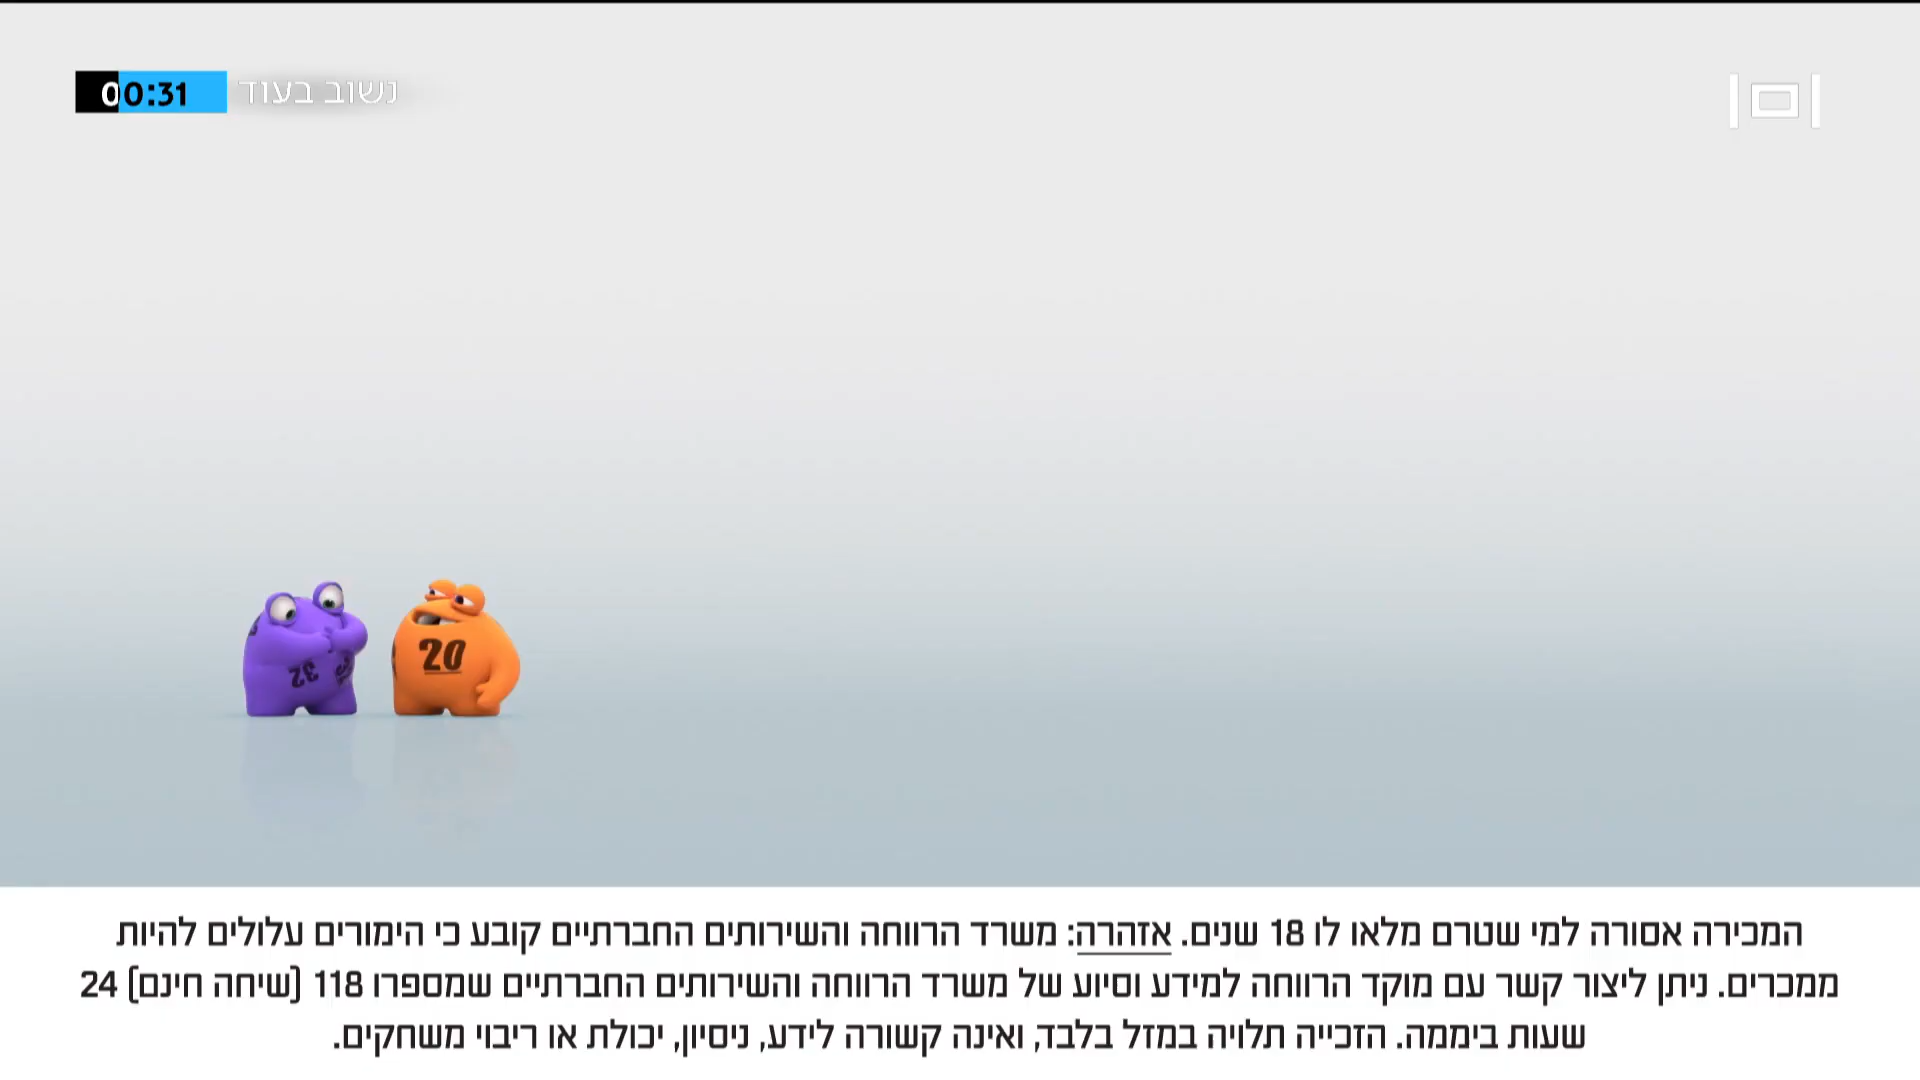 00:31 נשוב בעוד
20
32
המכירה אסורה למי שטרם מלאו לו 18 שנים. אזהרה: משרד הרווחה והשירותים החברתיים קובע כי הימורים עלולים להיות
ממכרים. ניתן ליצור קשר עם מוקד הרווחה למידע וסיוע של משרד הרווחה והשירותים החברתיים שמספרו 118 (שיחה חינם) 24
שעות ביממה. הזכייה תלויה במזל בלבד, ואינה קשורה לידע, ניסיון, יכולת או ריבוי משחקים.